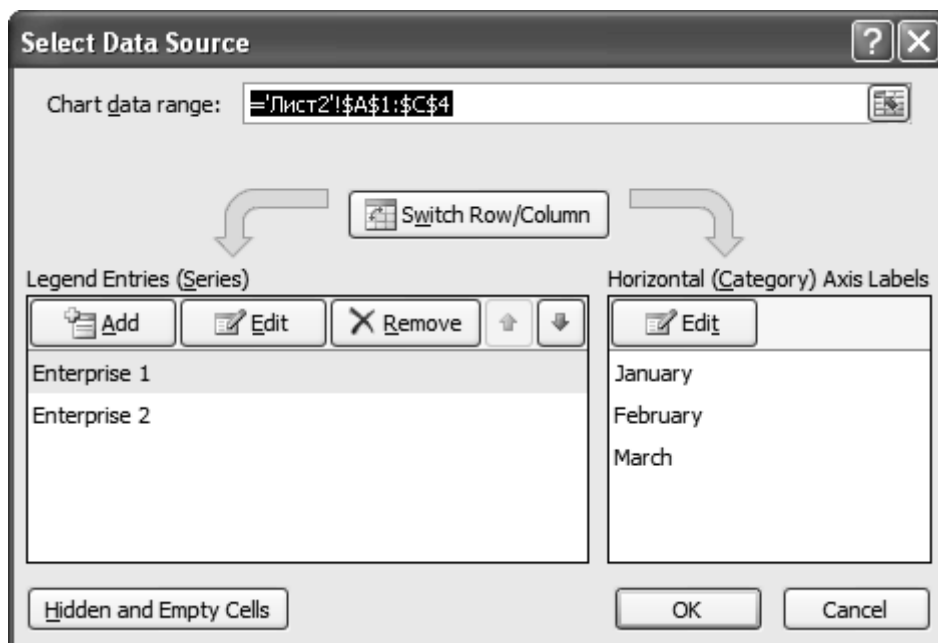 Select Data Source
Chart data range: ='Лист2'!$A$1:$C$4
Switch Row/Column
Legend Entries (Series)
Horizontal (Category) Axis Labels
Add Edit Remove
Edit
Enterprise 1
January
Enterprise 2
February
March
Hidden and Empty Cells
OK Cancel